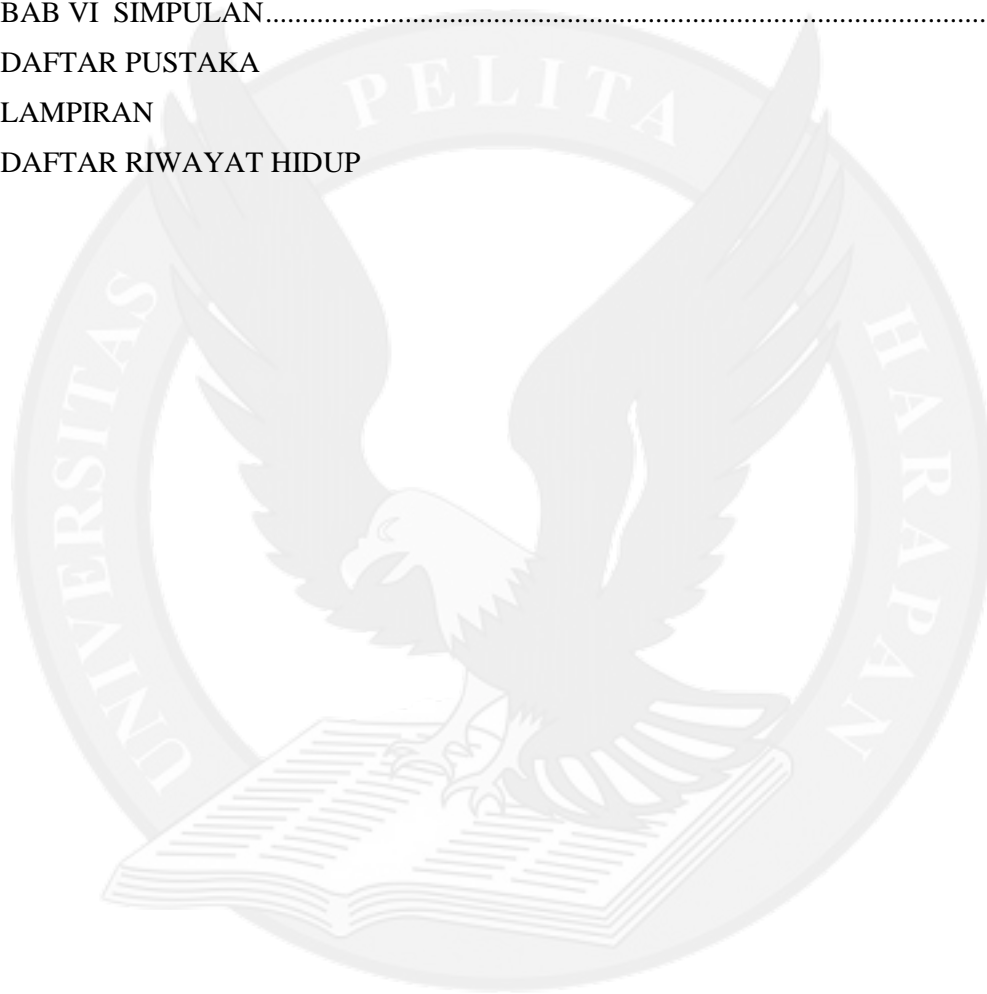 BAB VI  SIMPULAN................................................................................................
DAFTAR PUSTAKA
LAMPIRAN
DAFTAR RIWAYAT HIDUP
UNIVERSITAS PELITA HARAPAN